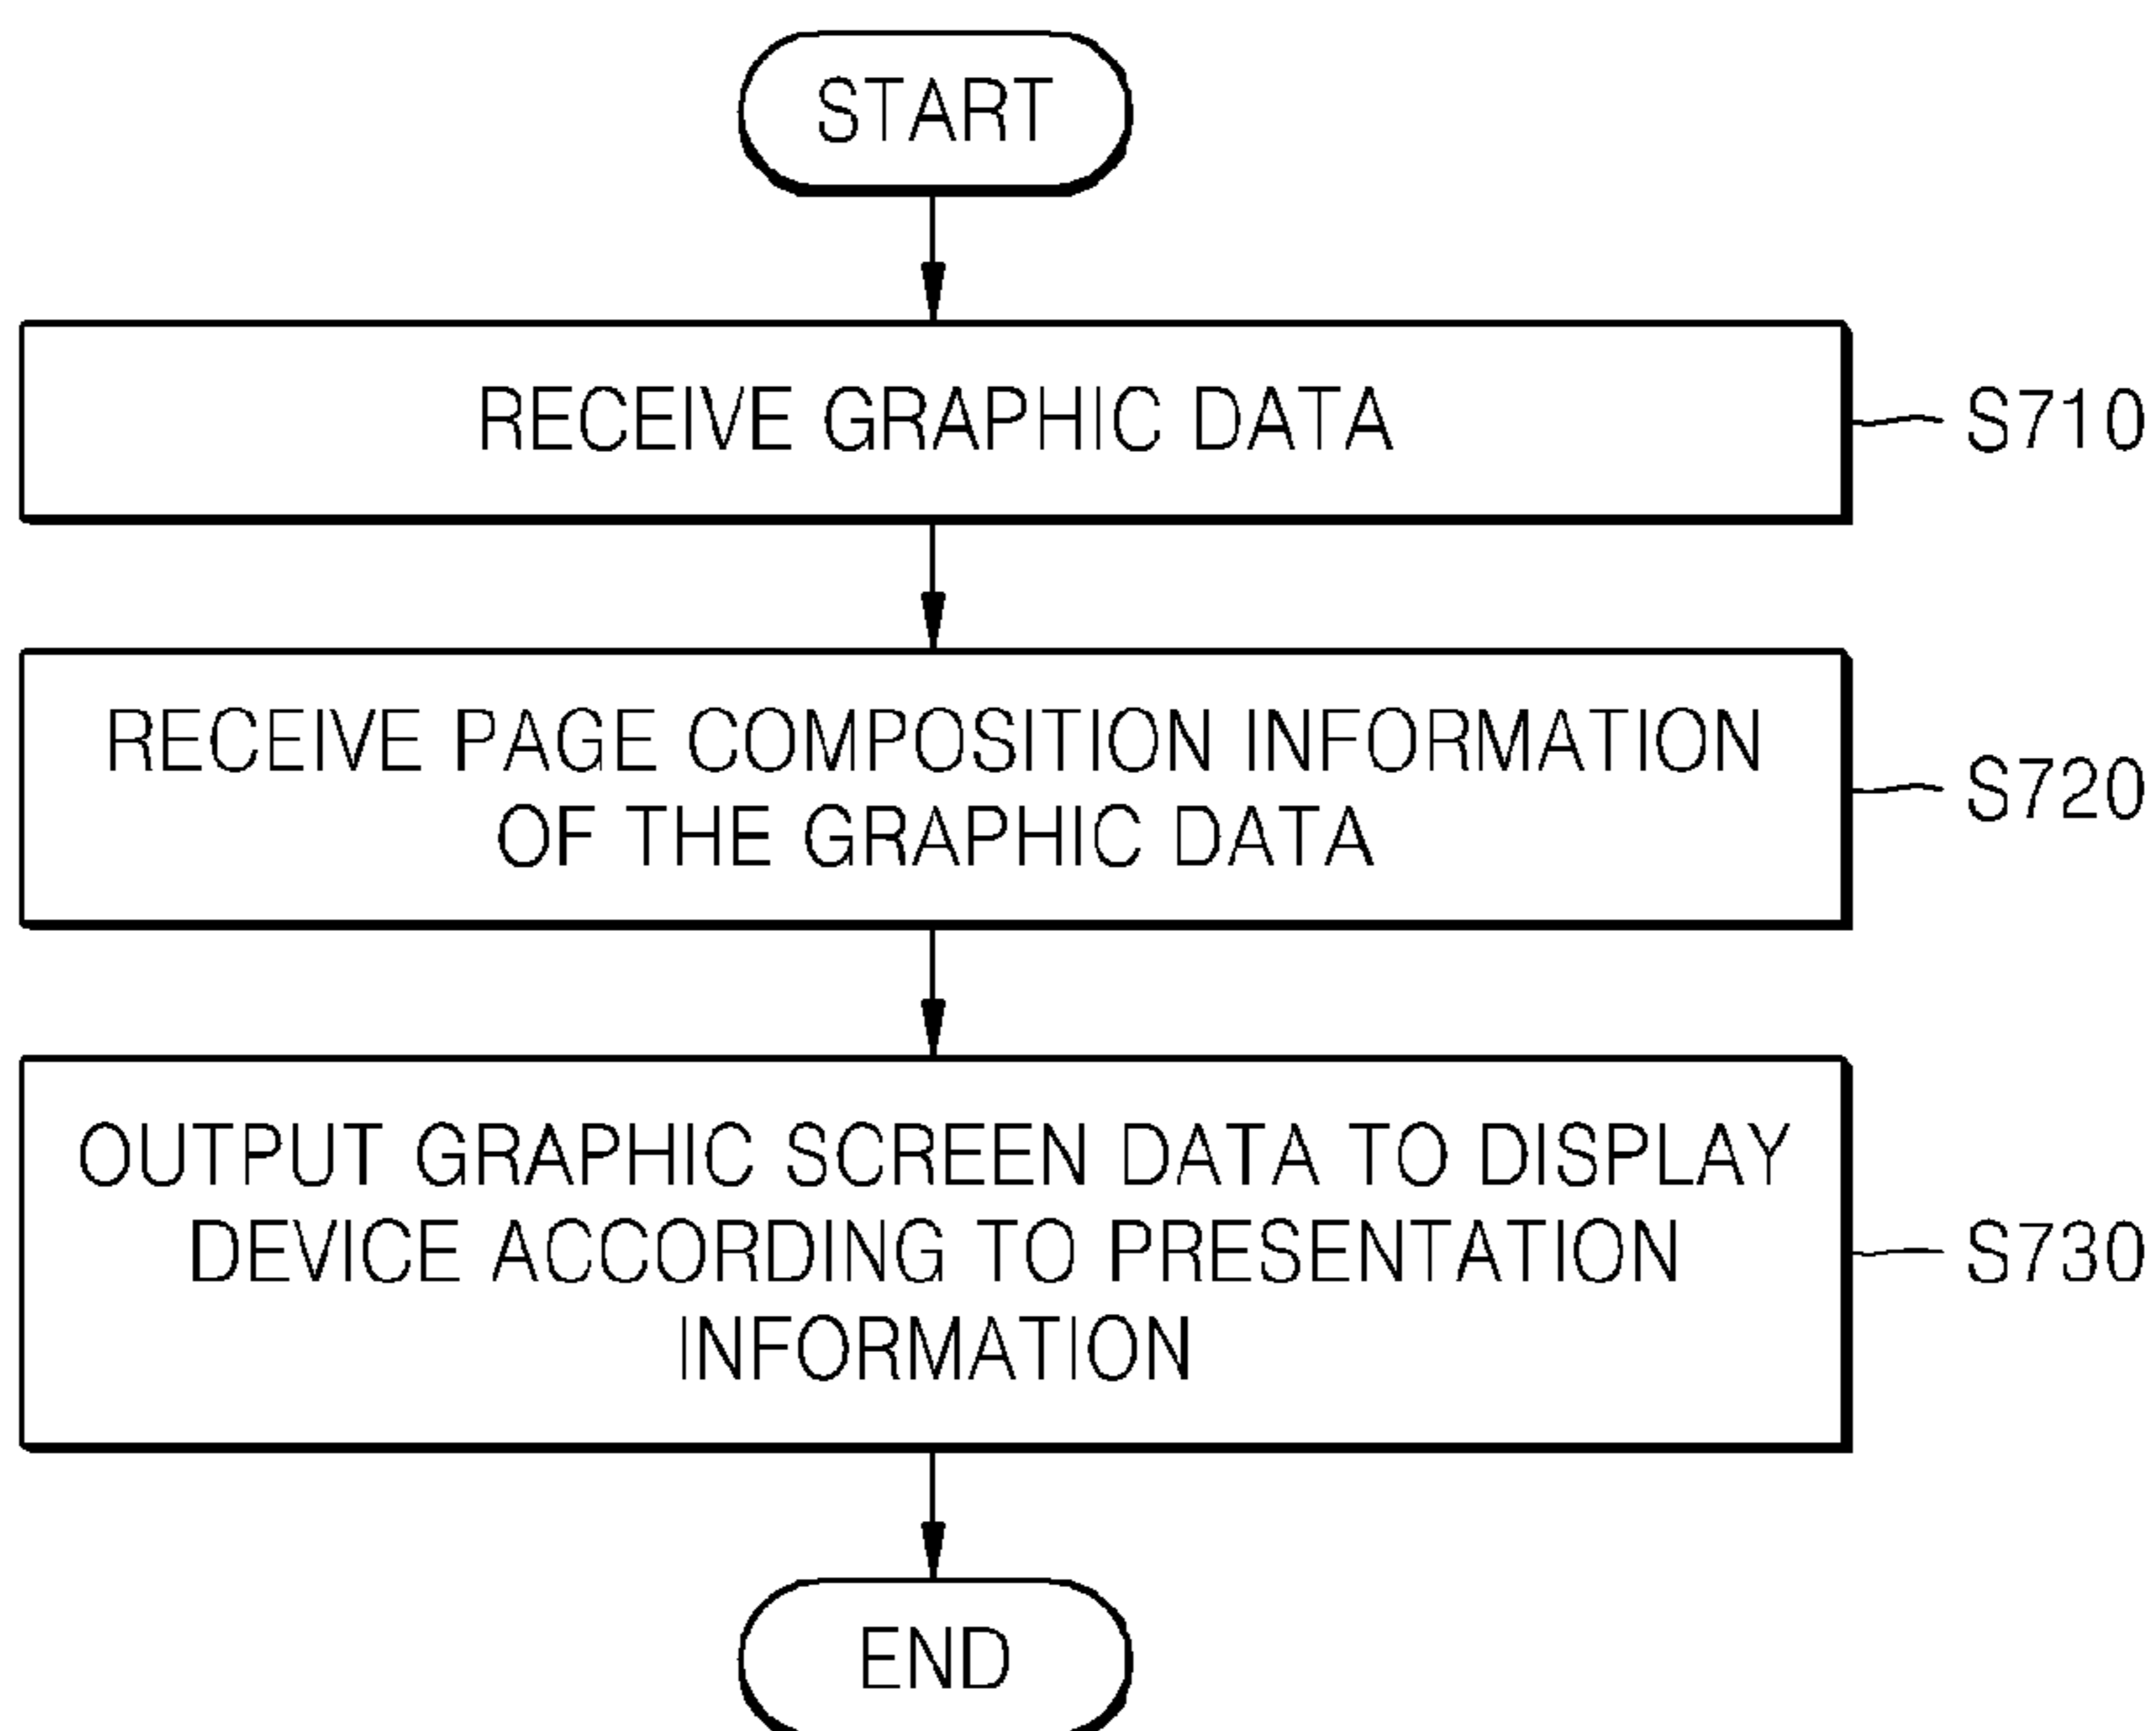 START
RECEIVE GRAPHIC DATA
S710
RECEIVE PAGE COMPOSITION INFORMATION
OF THE GRAPHIC DATA
S720
OUTPUT GRAPHIC SCREEN DATA TO DISPLAY
DEVICE ACCORDING TO PRESENTATION
INFORMATION
S730
END